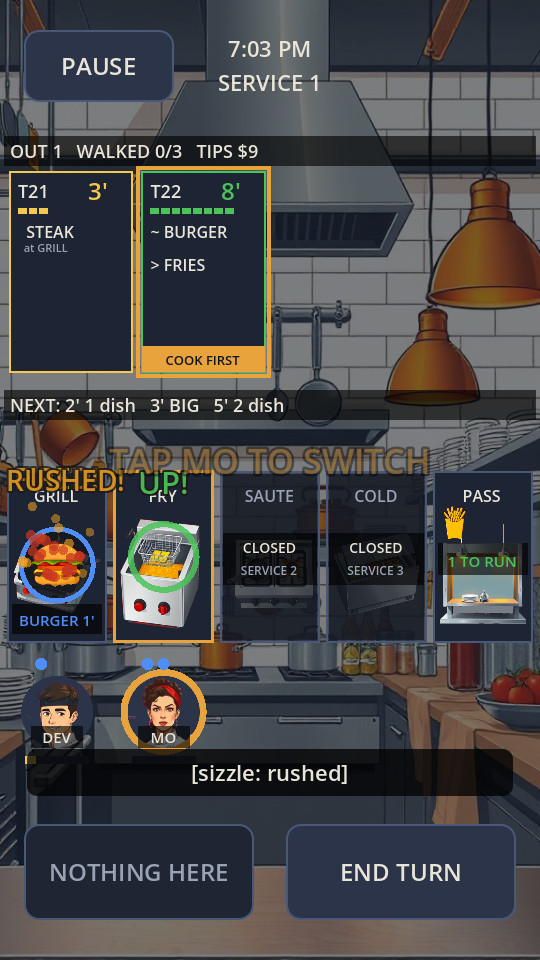 PAUSE
7:03 PM
SERVICE 1
OUT 1 WALKED 0/3 TIPS $9
T21 3'
STEAK
at GRILL
T22 8'
~ BURGER
> FRIES
COOK FIRST
NEXT: 2' 1 dish 3' BIG 5' 2 dish
TAP MO TO SWITCH
RUSHED! UP!
GRILL
BURGER 1'
FRY
SAUTE
CLOSED
SERVICE 2
COLD
CLOSED
SERVICE 3
PASS
1 TO RUN
DEV
MO
[sizzle: rushed]
NOTHING HERE
END TURN